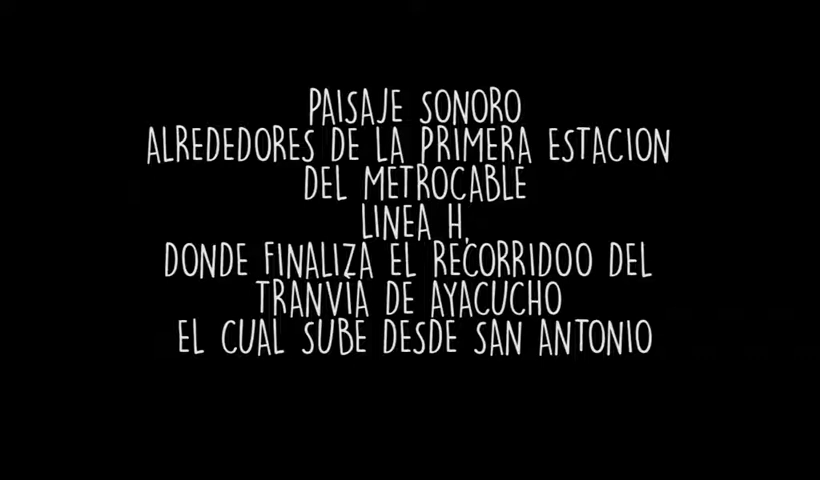 PAISAJE SONORO
ALREDEDORES DE LA PRIMERA ESTACION
DEL METROCABLE
LINEA H,
DONDE FINALIZA EL RECORRIDOO DEL
TRANVÍA DE AYACUCHO
EL CUAL SUBE DESDE SAN ANTONIO